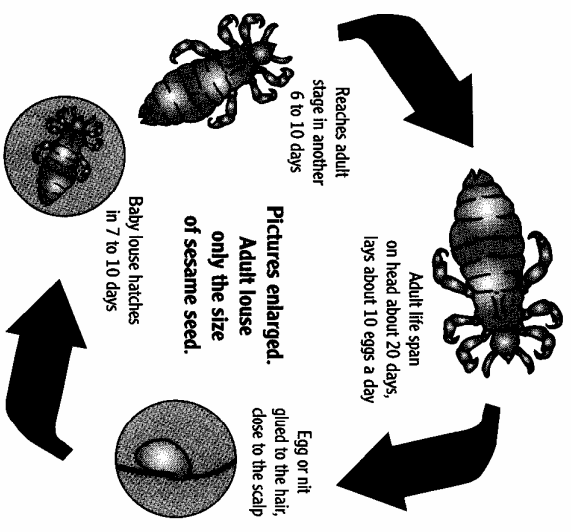 Adult life span
on head about 20 days,
lays about 10 eggs a day
Egg or nit
glued to the hair,
close to the scalp
Baby louse hatches
in 7 to 10 days
Reaches adult
stage in another
6 to 10 days
Pictures enlarged.
Adult louse
only the size
of sesame seed.